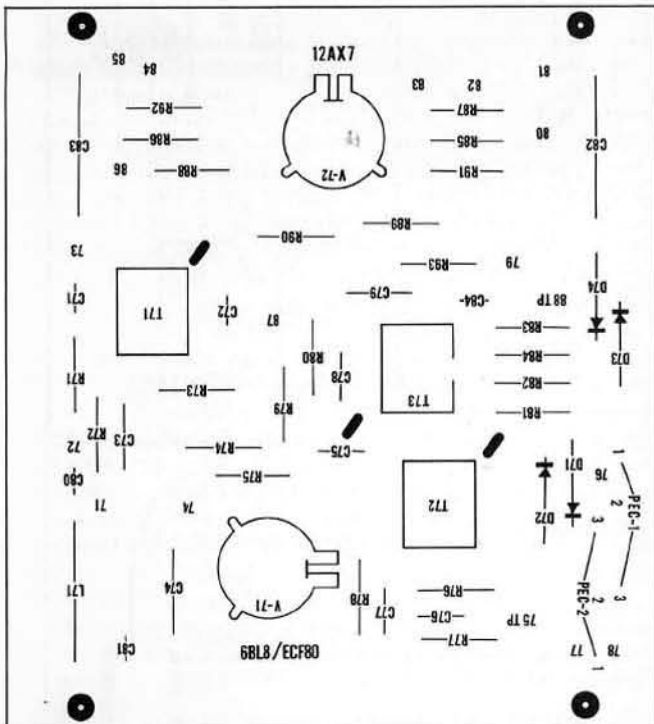 12AX7
85
84
83
82
81
R92
R87
80
C83
R86
R85
C82
86
R88
V-72
R91
R89
R90
73
R93
79
D74
C71
T71
C72
C79
C84
88 TP
87
R83
R80
T73
R84
D73
R71
C78
R82
R73
R79
R81
R72
C73
72
R74
C75
1
C80
R75
T72
D71
76
71
74
D72
2
PEC-1
3
L71
C74
V-71
R78
C77
R76
C76
PEC-2
2
3
75 TP
R77
C81
6BL8/ECF80
77
78
1